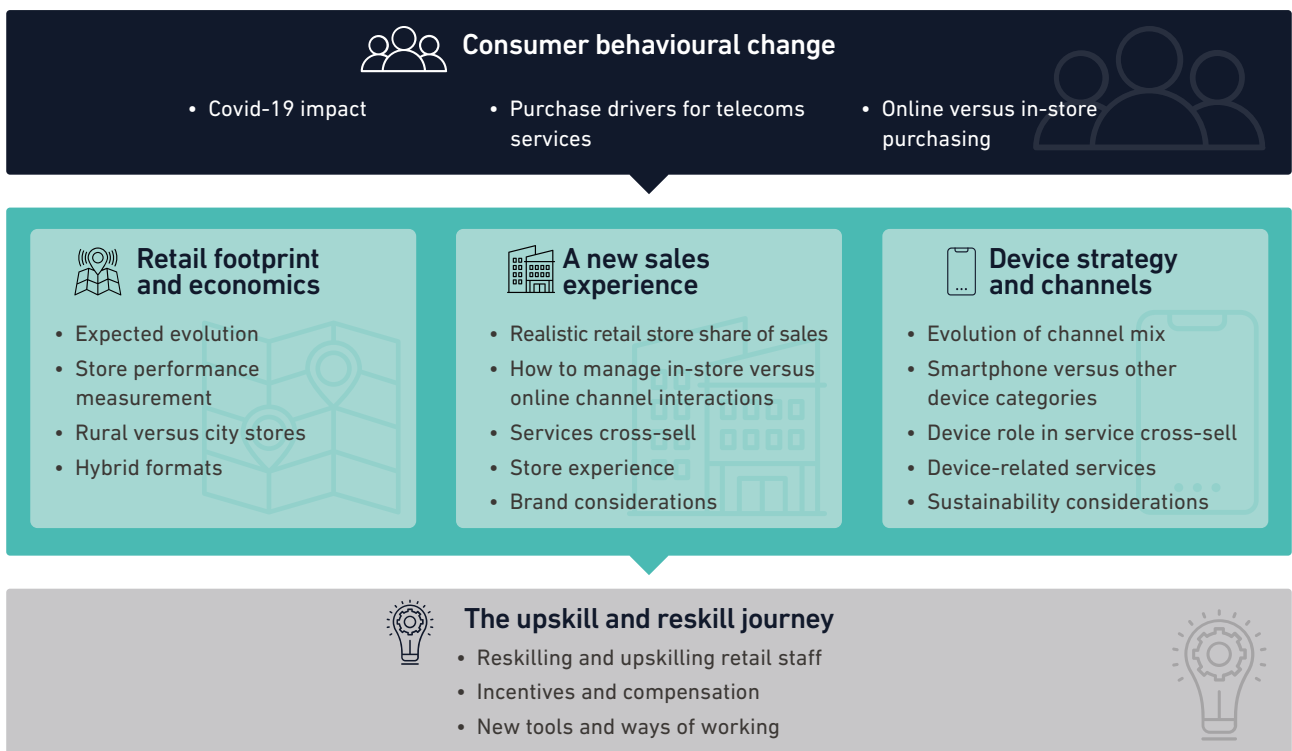 Consumer behavioural change
• Covid-19 impact
• Purchase drivers for telecoms
services
• Online versus in-store
purchasing
Retail footprint
and economics
• Expected evolution
• Store performance
measurement
• Rural versus city stores
• Hybrid formats
A new sales
experience
• Realistic retail store share of sales
• How to manage in-store versus
online channel interactions
• Services cross-sell
• Store experience
• Brand considerations
Device strategy
and channels
• Evolution of channel mix
• Smartphone versus other
device categories
• Device role in service cross-sell
• Device-related services
• Sustainability considerations
The upskill and reskill journey
• Reskilling and upskilling retail staff
• Incentives and compensation
• New tools and ways of working